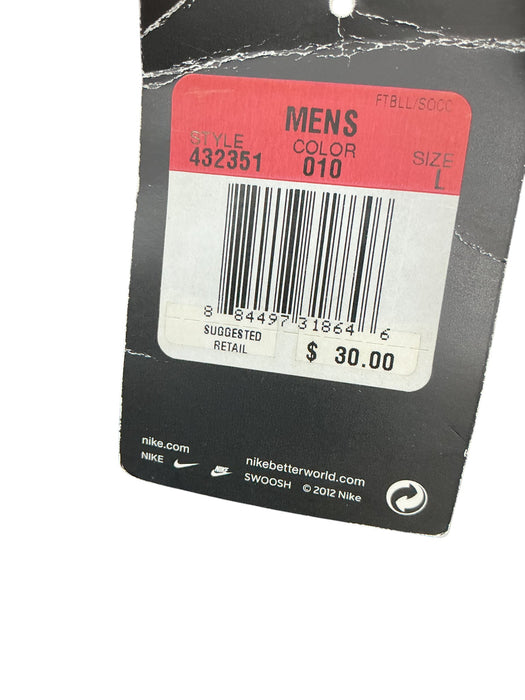 FTBLL/SOCC
MENS
STYLE COLOR SIZE
432351 010 L
8 84497 31864 6
SUGGESTED
RETAIL
$ 30.00
nike.com nikebetterworld.com
NIKE SWOOSH © 2012 Nike